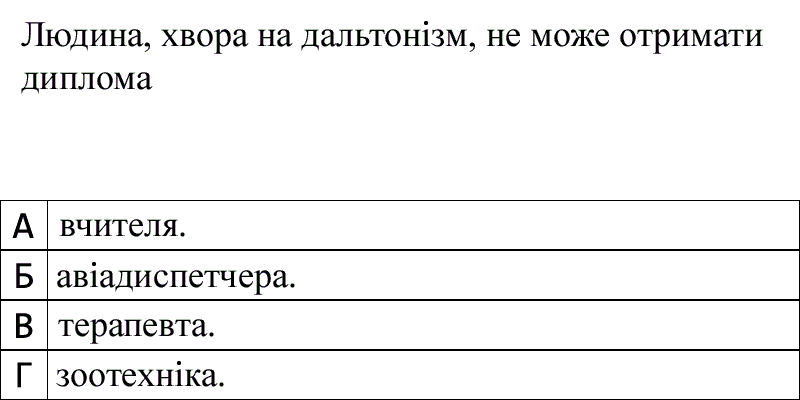 Людина, хвора на дальтонізм, не може отримати
диплома
А вчителя.
Б авіадиспетчера.
В терапевта.
Г зоотехніка.